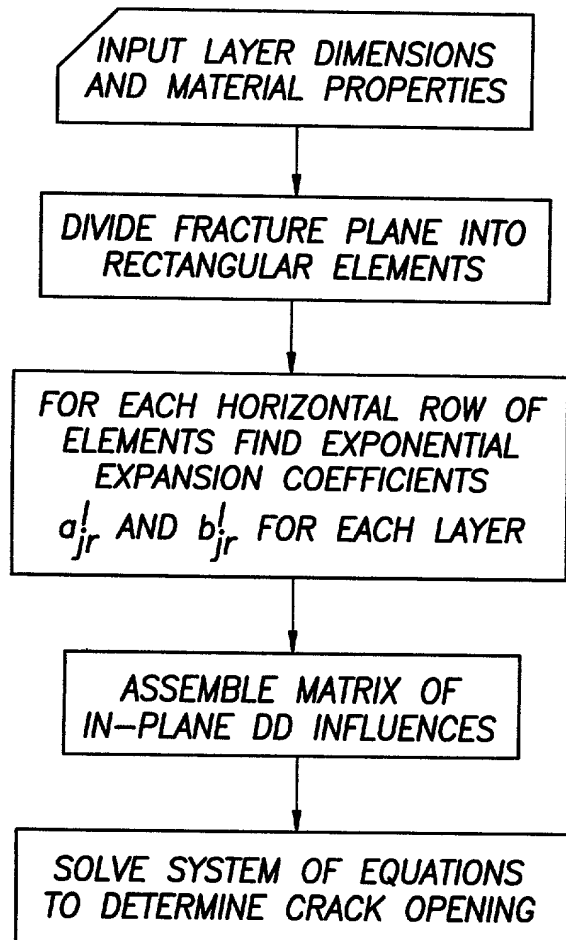 INPUT LAYER DIMENSIONS
AND MATERIAL PROPERTIES
DIVIDE FRACTURE PLANE INTO
RECTANGULAR ELEMENTS
FOR EACH HORIZONTAL ROW OF
ELEMENTS FIND EXPONENTIAL
EXPANSION COEFFICIENTS
a^l_jr AND b^l_jr FOR EACH LAYER
ASSEMBLE MATRIX OF
IN–PLANE DD INFLUENCES
SOLVE SYSTEM OF EQUATIONS
TO DETERMINE CRACK OPENING